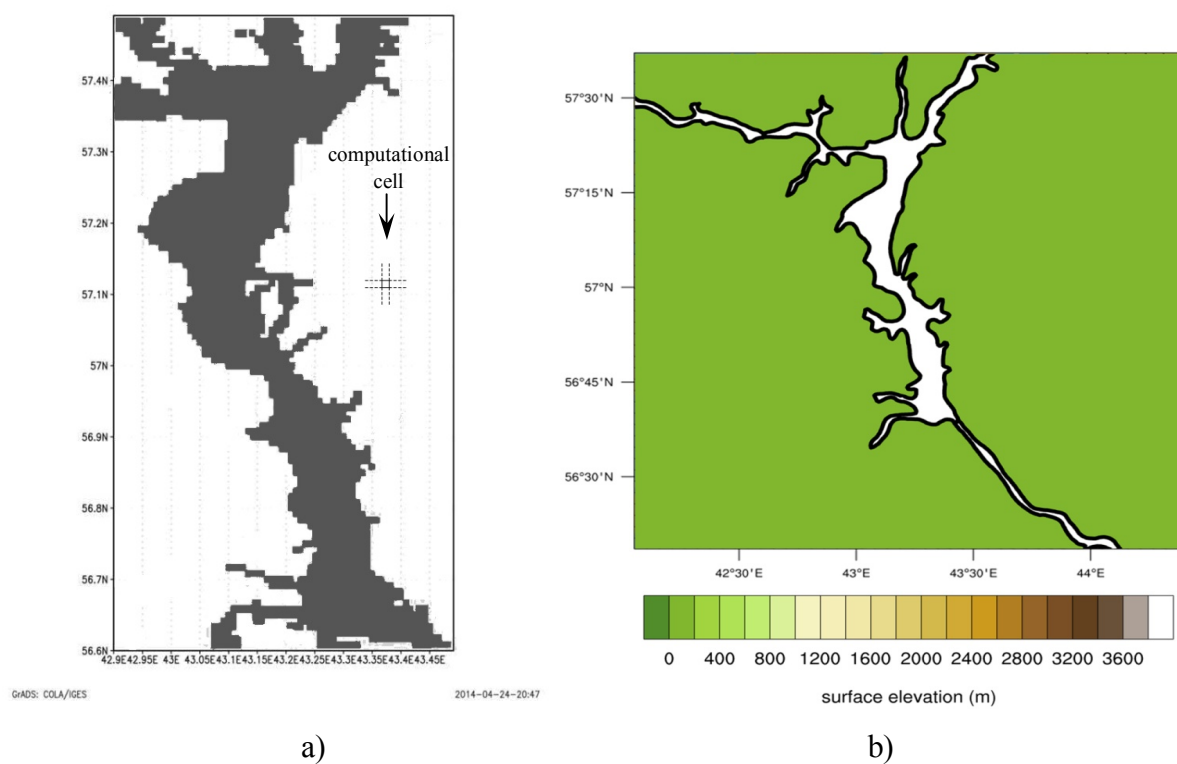 57.4N
57.3N
57.2N
57.1N
57N
56.9N
56.8N
56.7N
56.6N
42.9E 42.95E 43E 43.05E 43.1E 43.15E 43.2E 43.25E 43.3E 43.35E 43.4E 43.45E
computational
cell
GrADS: COLA/IGES
2014-04-24-20:47
a)
57°30'N
57°15'N
57°N
56°45'N
56°30'N
42°30'E 43°E 43°30'E 44°E
0 400 800 1200 1600 2000 2400 2800 3200 3600
surface elevation (m)
b)